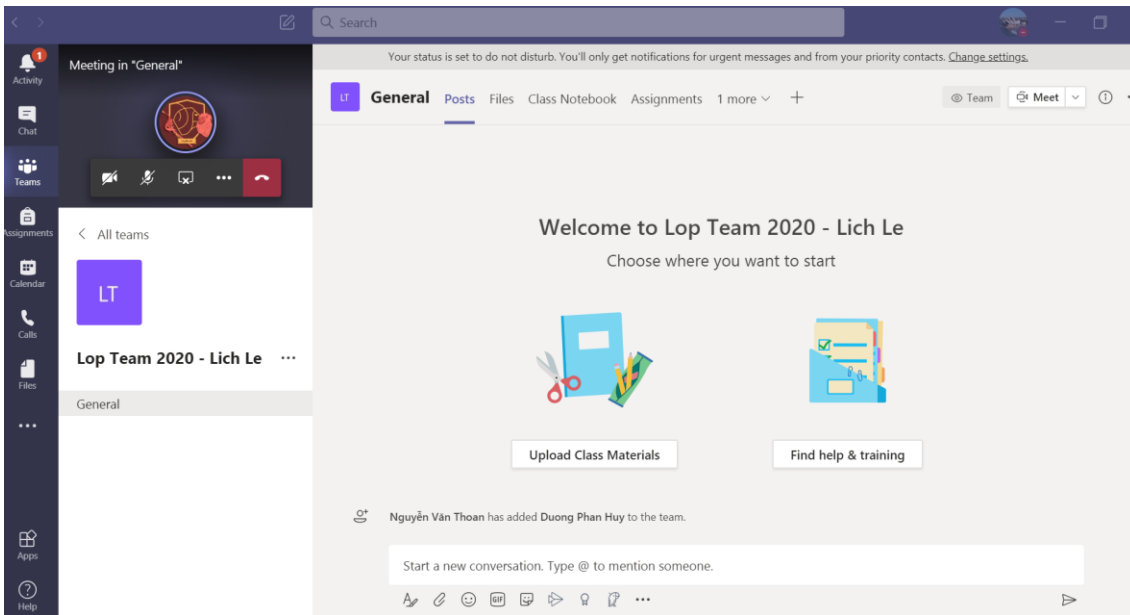 Search
Your status is set to do not disturb. You'll only get notifications for urgent messages and from your priority contacts. Change settings.
1
Activity
Chat
Teams
Assignments
Calendar
Calls
Files
Apps
Help
Meeting in "General"
All teams
LT
Lop Team 2020 - Lich Le
General
LT
General Posts Files Class Notebook Assignments 1 more
Team
Meet
Welcome to Lop Team 2020 - Lich Le
Choose where you want to start
Upload Class Materials
Find help & training
Nguyễn Văn Thoan has added Duong Phan Huy to the team.
Start a new conversation. Type @ to mention someone.
GIF